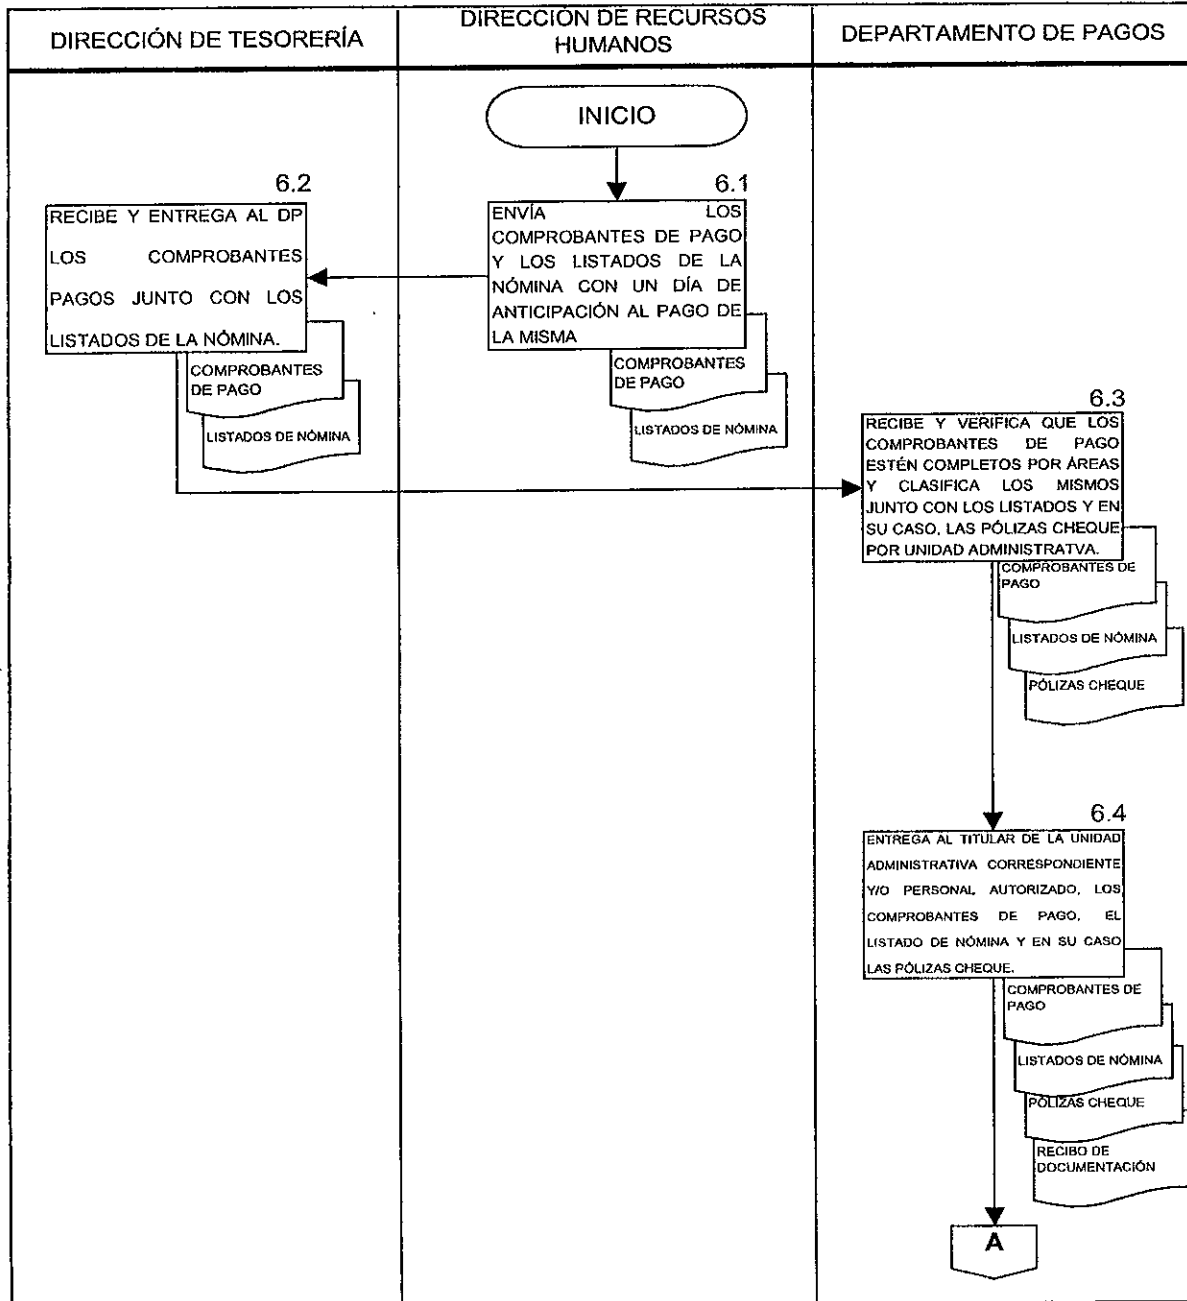 DIRECCIÓN DE TESORERÍA
DIRECCIÓN DE RECURSOS
HUMANOS
DEPARTAMENTO DE PAGOS
INICIO
6.1
ENVÍA LOS
COMPROBANTES DE PAGO
Y LOS LISTADOS DE LA
NÓMINA CON UN DÍA DE
ANTICIPACIÓN AL PAGO DE
LA MISMA
COMPROBANTES
DE PAGO
LISTADOS DE NÓMINA
6.2
RECIBE Y ENTREGA AL DP
LOS COMPROBANTES
PAGOS JUNTO CON LOS
LISTADOS DE LA NÓMINA.
COMPROBANTES
DE PAGO
LISTADOS DE NÓMINA
6.3
RECIBE Y VERIFICA QUE LOS
COMPROBANTES DE PAGO
ESTÉN COMPLETOS POR ÁREAS
Y CLASIFICA LOS MISMOS
JUNTO CON LOS LISTADOS Y EN
SU CASO, LAS PÓLIZAS CHEQUE
POR UNIDAD ADMINISTRATVA.
COMPROBANTES DE
PAGO
LISTADOS DE NÓMINA
PÓLIZAS CHEQUE
6.4
ENTREGA AL TITULAR DE LA UNIDAD
ADMINISTRATIVA CORRESPONDIENTE
Y/O PERSONAL AUTORIZADO, LOS
COMPROBANTES DE PAGO, EL
LISTADO DE NÓMINA Y EN SU CASO
LAS PÓLIZAS CHEQUE.
COMPROBANTES DE
PAGO
LISTADOS DE NÓMINA
PÓLIZAS CHEQUE
RECIBO DE
DOCUMENTACIÓN
A